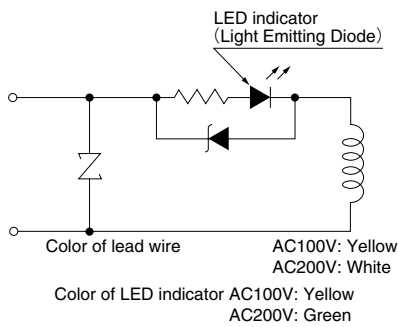 LED indicator
(Light Emitting Diode)
Color of lead wire
AC100V: Yellow
AC200V: White
Color of LED indicator AC100V: Yellow
AC200V: Green